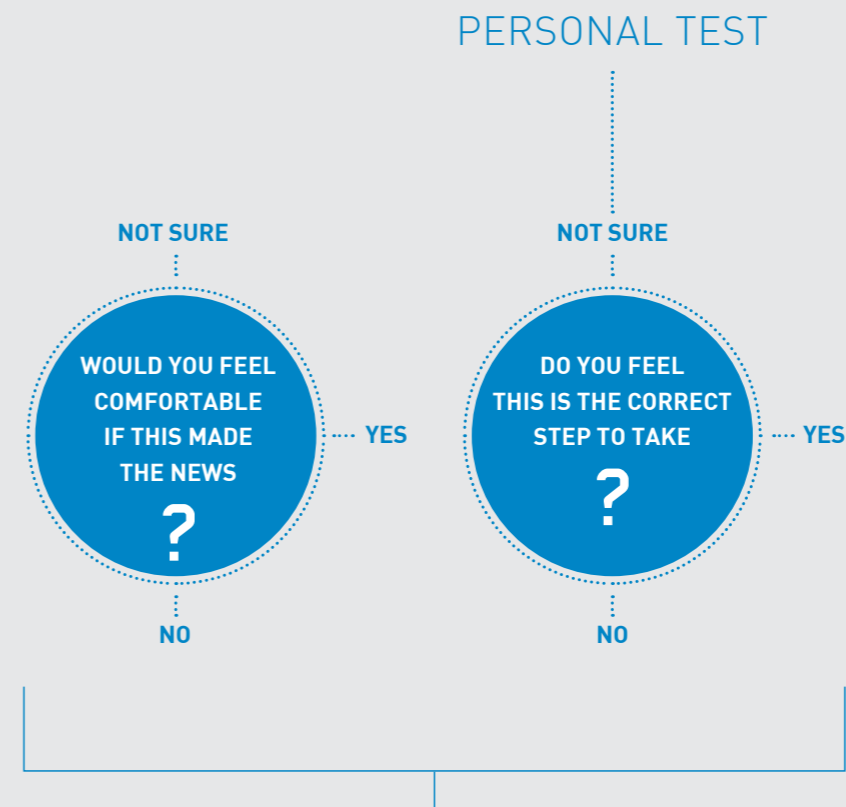 PERSONAL TEST
NOT SURE
WOULD YOU FEEL
COMFORTABLE
IF THIS MADE
THE NEWS
?
YES
NO
NOT SURE
DO YOU FEEL
THIS IS THE CORRECT
STEP TO TAKE
?
YES
NO